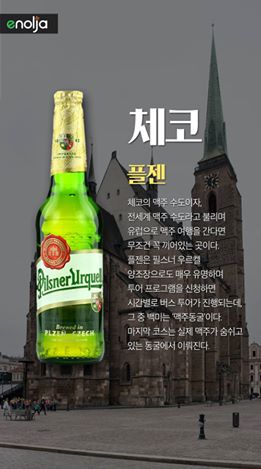 enolja
체코
플젠
체코의 맥주 수도이자,
전세계 맥주 수도라고 불리며
유럽으로 맥주 여행을 간다면
무조건 꼭 끼어있는 곳이다.
플젠은 필스너 우르켈
양조장으로도 매우 유명하며
투어 프로그램을 신청하면
시간별로 버스 투어가 진행되는데,
그 중 백미는 '맥주동굴'이다.
마지막 코스는 실제 맥주가 숨쉬고
있는 동굴에서 이뤄진다.
Pilsner Urquell
Brewed in
PLZEŇ, CZECH